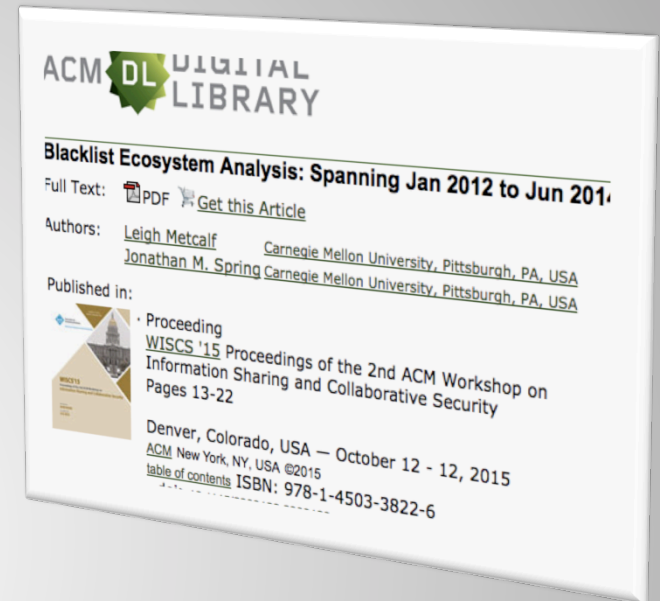 ACM DL DIGITAL
LIBRARY
Blacklist Ecosystem Analysis: Spanning Jan 2012 to Jun 2014
Full Text: PDF Get this Article
Authors: Leigh Metcalf Carnegie Mellon University, Pittsburgh, PA, USA
Jonathan M. Spring Carnegie Mellon University, Pittsburgh, PA, USA
Published in:
· Proceeding
WISCS '15 Proceedings of the 2nd ACM Workshop on
Information Sharing and Collaborative Security
Pages 13-22
WISCS'15
Denver, Colorado, USA — October 12 - 12, 2015
ACM New York, NY, USA ©2015
table of contents ISBN: 978-1-4503-3822-6